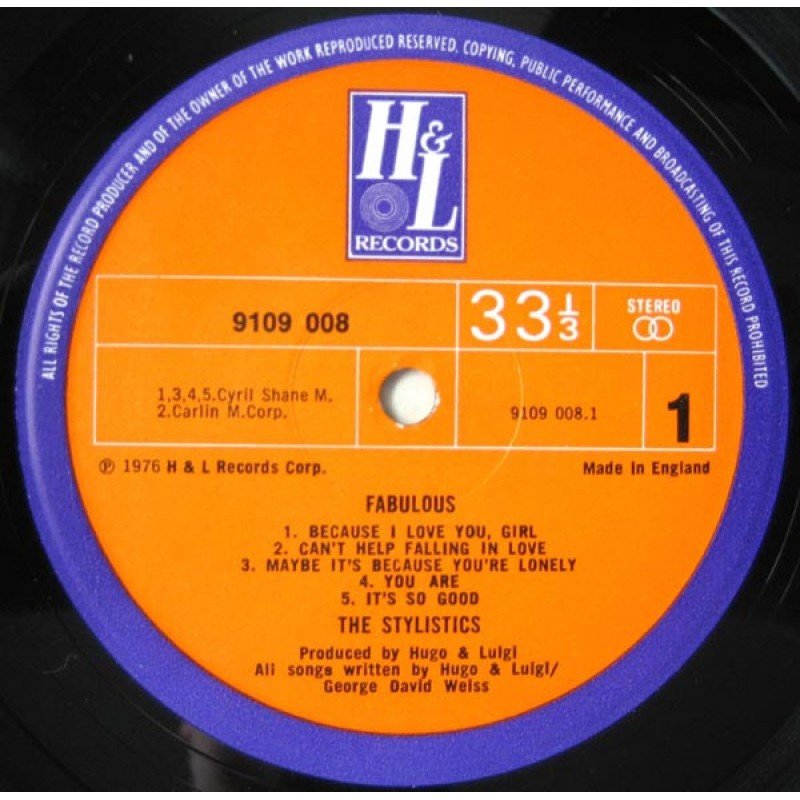 ALL RIGHTS OF THE RECORD PRODUCER AND OF THE OWNER OF THE WORK REPRODUCED RESERVED. COPYING, PUBLIC PERFORMANCE AND BROADCASTING OF THIS RECORD PROHIBITED
H&L
RECORDS
9109 008
33 1/3
STEREO
1,3,4,5.Cyril Shane M.
2.Carlin M.Corp.
9109 008.1
1
℗ 1976 H & L Records Corp.
Made in England
FABULOUS
1. BECAUSE I LOVE YOU, GIRL
2. CAN'T HELP FALLING IN LOVE
3. MAYBE IT'S BECAUSE YOU'RE LONELY
4. YOU ARE
5. IT'S SO GOOD
THE STYLISTICS
Produced by Hugo & Luigi
All songs written by Hugo & Luigi/
George David Weiss